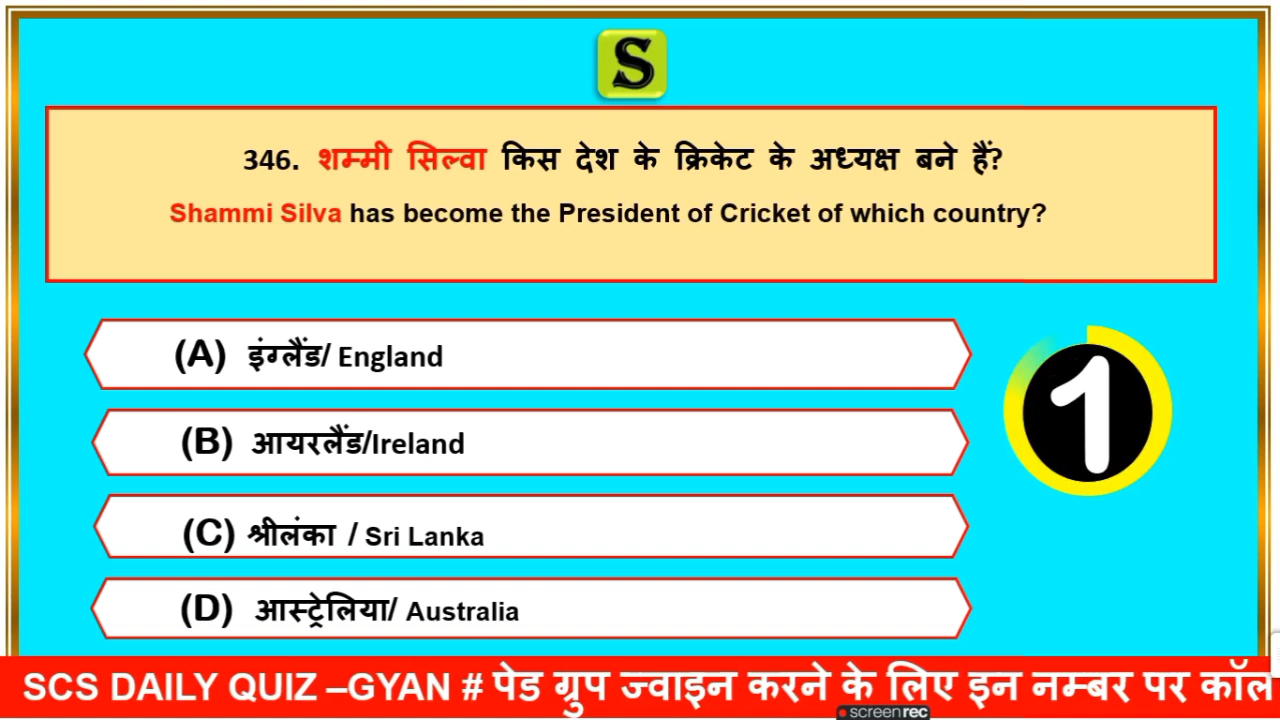 S
346. शम्मी सिल्वा किस देश के क्रिकेट के अध्यक्ष बने हैं?
Shammi Silva has become the President of Cricket of which country?
(A) इंग्लैंड/ England
1
(B) आयरलैंड/Ireland
(C) श्रीलंका / Sri Lanka
(D) आस्ट्रेलिया/ Australia
SCS DAILY QUIZ –GYAN # पेड ग्रुप ज्वाइन करने के लिए इन नम्बर पर कॉल
screenrec